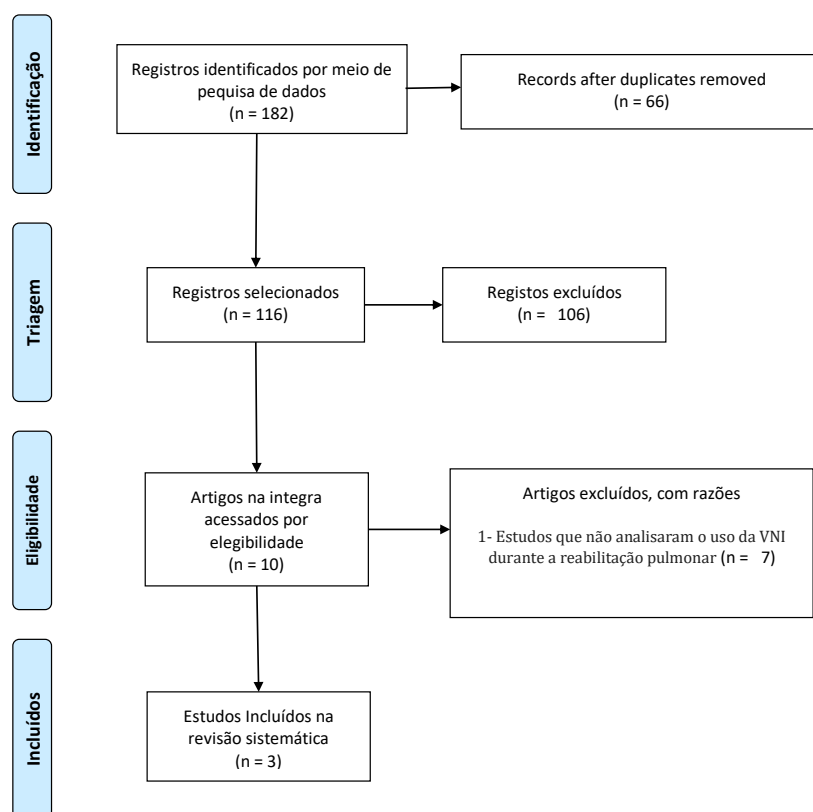 Identificação
Registros identificados por meio de
pequisa de dados
(n = 182)
Records after duplicates removed
(n = 66)
Triagem
Registros selecionados
(n = 116)
Registos excluídos
(n = 106)
Eligibilidade
Artigos na integra
acessados por
elegibilidade
(n = 10)
Artigos excluídos, com razões
1- Estudos que não analisaram o uso da VNI
durante a reabilitação pulmonar (n = 7)
Incluídos
Estudos Incluídos na
revisão sistemática
(n = 3)